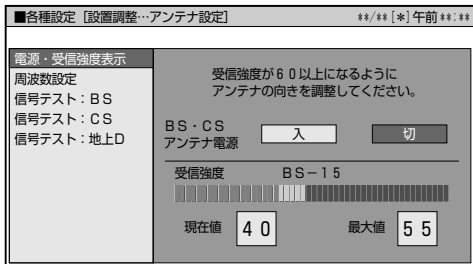 ■各種設定［設置調整…アンテナ設定］ **/**[*]午前**:**
電源・受信強度表示
周波数設定
信号テスト：BS
信号テスト：CS
信号テスト：地上D
受信強度が60以上になるように
アンテナの向きを調整してください。
BS・CS
アンテナ電源
入
切
受信強度 BS－15
現在値 40 最大値 55